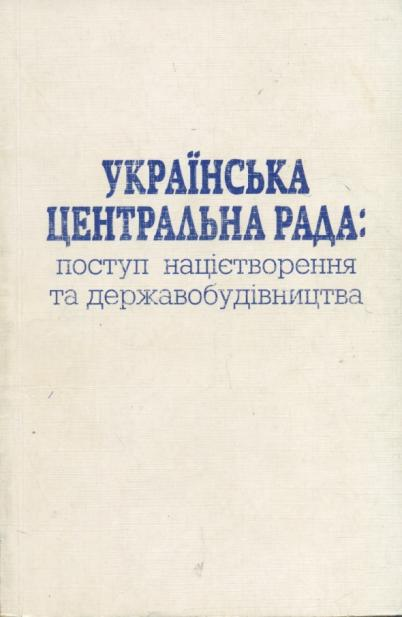 УКРАЇНСЬКА
ЦЕНТРАЛЬНА РАДА:
поступ націєтворення
та державобудівництва